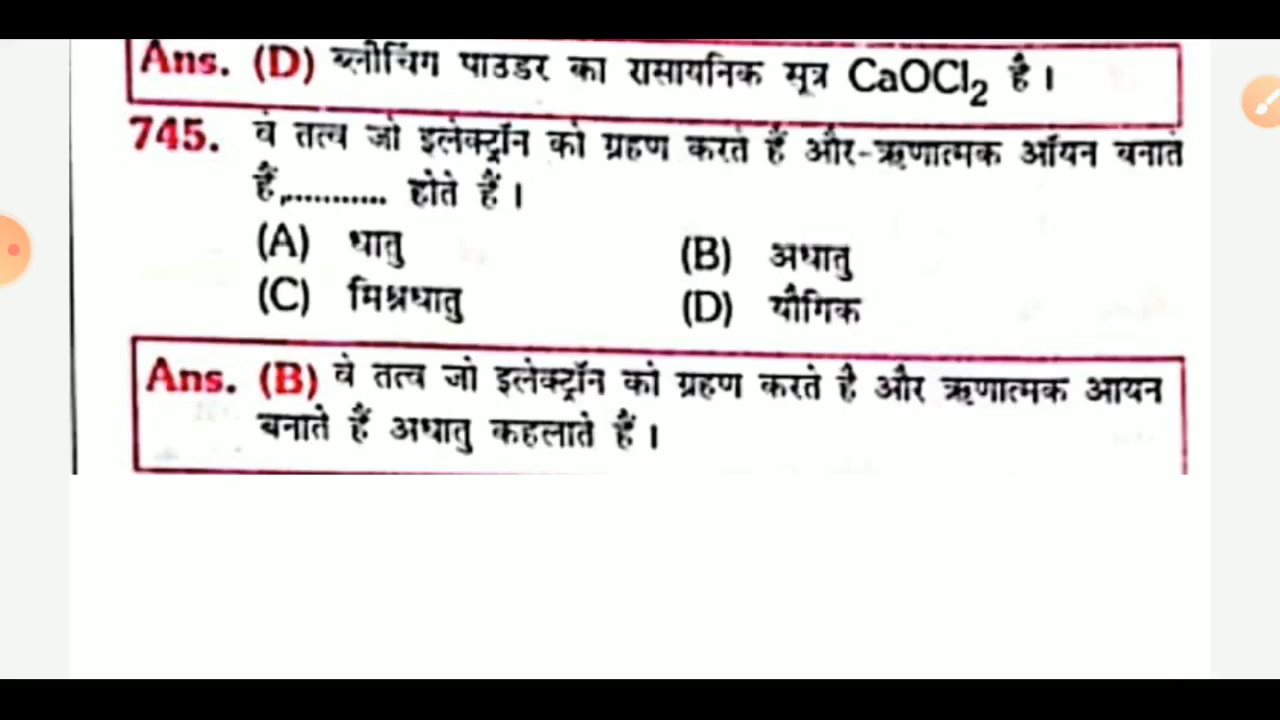 Ans. (D) ब्लीचिंग पाउडर का रासायनिक सूत्र CaOCl₂ है।
745. वे तत्व जो इलेक्ट्रॉन को ग्रहण करते हैं और-ऋणात्मक ऑयन बनाते
हैं,........... होते हैं।
(A) धातु (B) अधातु
(C) मिश्रधातु (D) यौगिक
Ans. (B) वे तत्व जो इलेक्ट्रॉन को ग्रहण करते है और ऋणात्मक आयन
बनाते हैं अधातु कहलाते हैं।